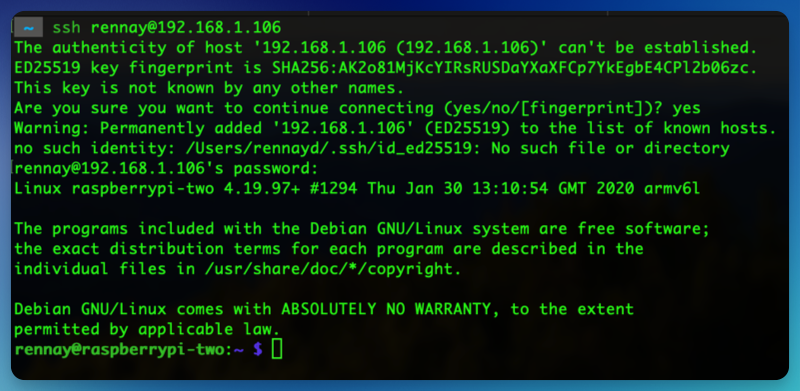 ~ ssh rennay@192.168.1.106
The authenticity of host '192.168.1.106 (192.168.1.106)' can't be established.
ED25519 key fingerprint is SHA256:AK2o81MjKcYIRsRUSDaYXaXFCp7YkEgbE4CPl2b06zc.
This key is not known by any other names.
Are you sure you want to continue connecting (yes/no/[fingerprint])? yes
Warning: Permanently added '192.168.1.106' (ED25519) to the list of known hosts.
no such identity: /Users/rennayd/.ssh/id_ed25519: No such file or directory
rennay@192.168.1.106's password:
Linux raspberrypi-two 4.19.97+ #1294 Thu Jan 30 13:10:54 GMT 2020 armv6l
The programs included with the Debian GNU/Linux system are free software;
the exact distribution terms for each program are described in the
individual files in /usr/share/doc/*/copyright.
Debian GNU/Linux comes with ABSOLUTELY NO WARRANTY, to the extent
permitted by applicable law.
rennay@raspberrypi-two:~ $